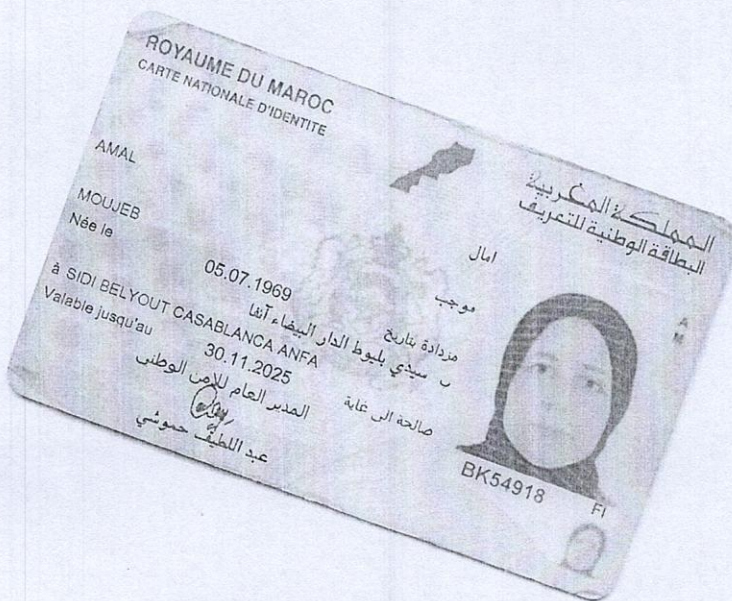 ROYAUME DU MAROC
CARTE NATIONALE D'IDENTITE
المملكة المغربية
البطاقة الوطنية للتعريف
AMAL
امال
MOUJEB
موجب
Née le
05.07.1969
مزدادة بتاريخ
à SIDI BELYOUT CASABLANCA ANFA
ب سيدي بليوط الدار البيضاء آنفا
Valable jusqu'au
30.11.2025
صالحة الى غاية
المدير العام للأمن الوطني
عبد اللطيف حموشي
A
M
BK54918
FI